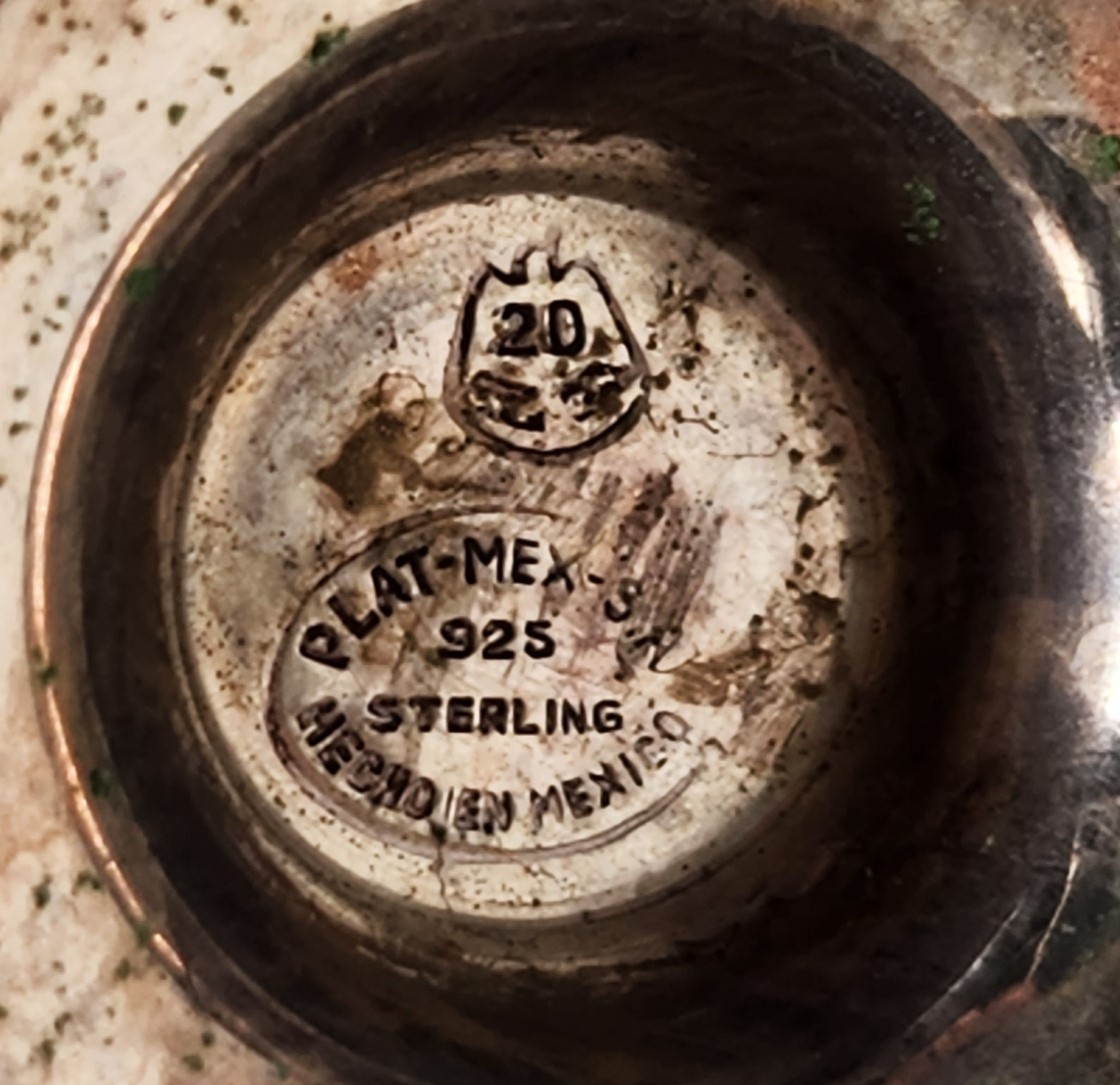 20
PLAT-MEX-
925
STERLING
HECHO EN MEXICO